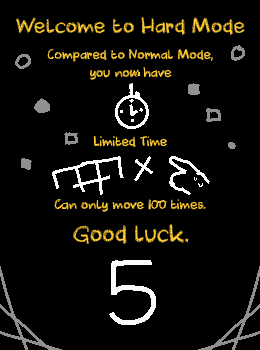 Welcome to Hard Mode
Compared to Normal Mode,
you now have
Limited Time
Can only move 100 times.
Good Luck.
5